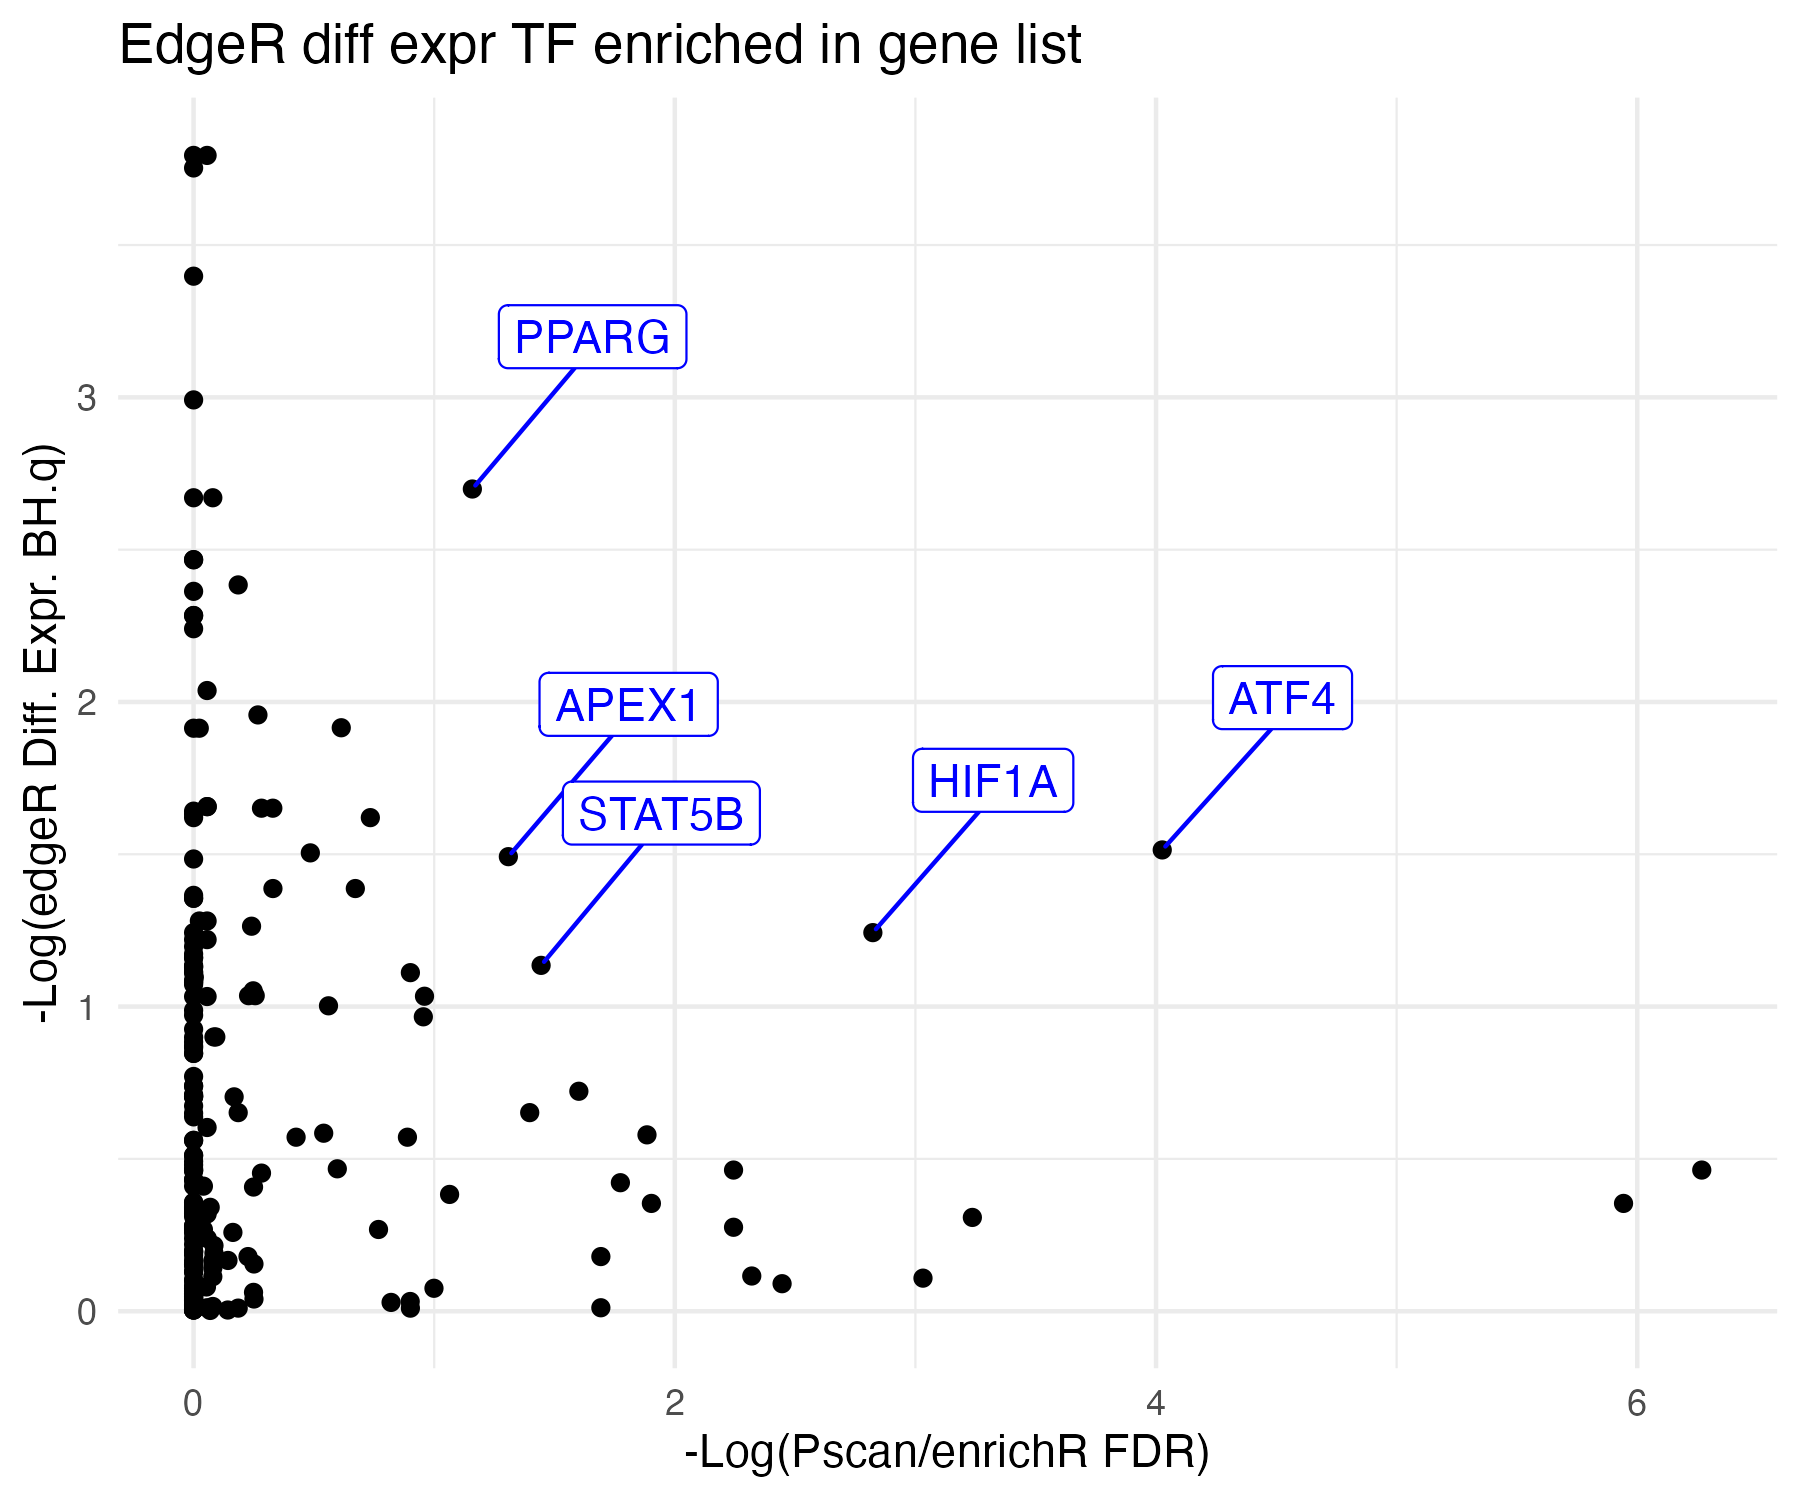 EdgeR diff expr TF enriched in gene list
PPARG
APEX1
STAT5B
HIF1A
ATF4
3
2
1
0
0 2 4 6
-Log(edgeR Diff. Expr. BH.q)
-Log(Pscan/enrichR FDR)